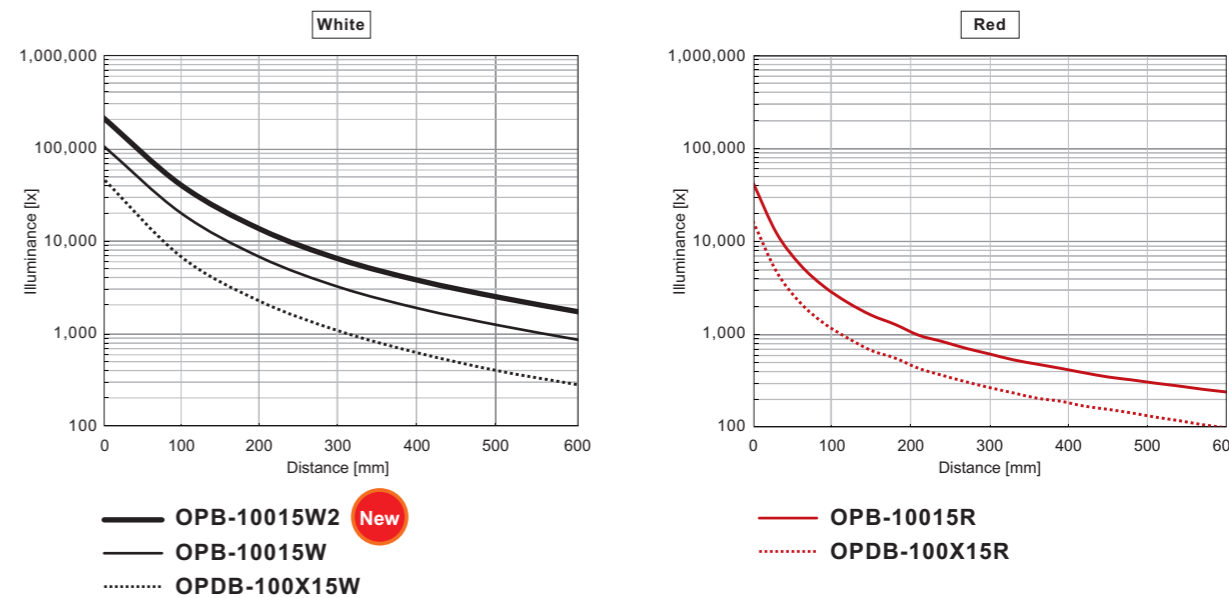 White
1,000,000
100,000
10,000
1,000
100
Illuminance [lx]
0 100 200 300 400 500 600
Distance [mm]
OPB-10015W2 New
OPB-10015W
OPDB-100X15W
Red
1,000,000
100,000
10,000
1,000
100
Illuminance [lx]
0 100 200 300 400 500 60
Distance [mm]
OPB-10015R
OPDB-100X15R